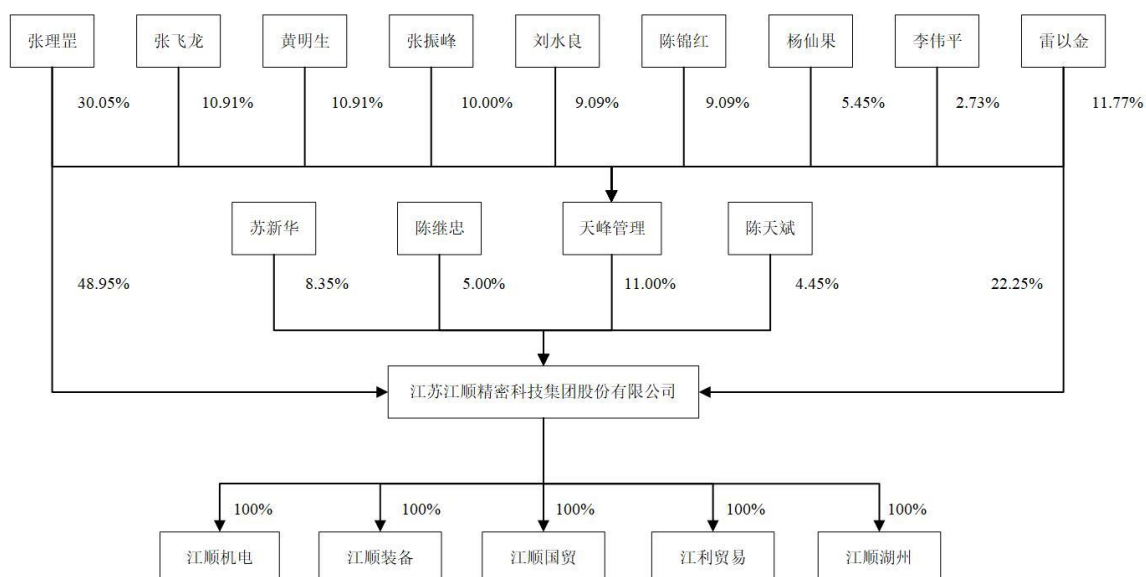 张理罡 张飞龙 黄明生 张振峰 刘水良 陈锦红 杨仙果 李伟平 雷以金
30.05% 10.91% 10.91% 10.00% 9.09% 9.09% 5.45% 2.73% 11.77%
苏新华 陈继忠 天峰管理 陈天斌
48.95% 8.35% 5.00% 11.00% 4.45% 22.25%
江苏江顺精密科技集团股份有限公司
100% 100% 100% 100% 100%
江顺机电 江顺装备 江顺国贸 江利贸易 江顺湖州